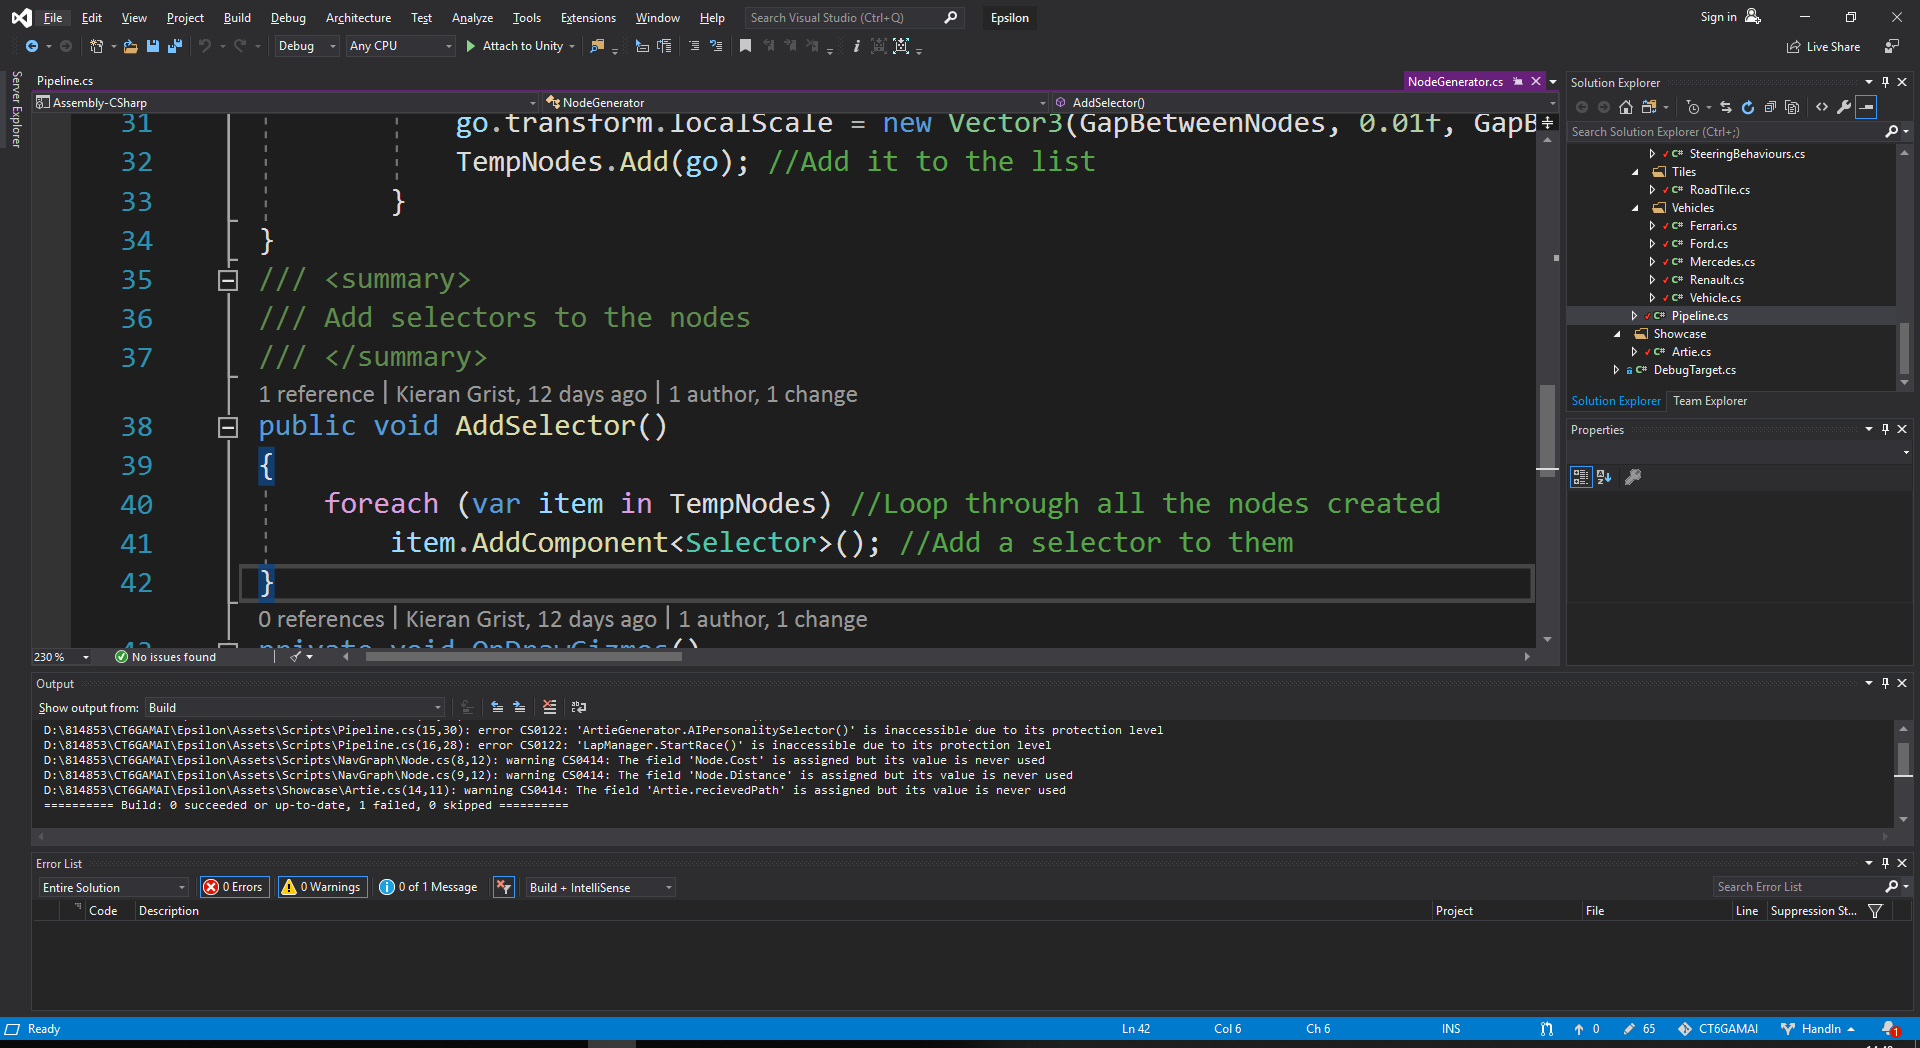 File Edit View Project Build Debug Architecture Test Analyze Tools Extensions Window Help Search Visual Studio (Ctrl+Q) Epsilon Sign in
Debug Any CPU Attach to Unity Live Share
Server Explorer
Pipeline.cs NodeGenerator.cs
Assembly-CSharp NodeGenerator AddSelector()
31 go.transform.localScale = new Vector3(GapBetweenNodes, 0.01f, GapB
32 TempNodes.Add(go); //Add it to the list
33 }
34 }
35 /// <summary>
36 /// Add selectors to the nodes
37 /// </summary>
1 reference | Kieran Grist, 12 days ago | 1 author, 1 change
38 public void AddSelector()
39 {
40 foreach (var item in TempNodes) //Loop through all the nodes created
41 item.AddComponent<Selector>(); //Add a selector to them
42 }
0 references | Kieran Grist, 12 days ago | 1 author, 1 change
43 private void OnDrawGizmos()
230 % No issues found
Solution Explorer
Search Solution Explorer (Ctrl+;)
C# SteeringBehaviours.cs
Tiles
C# RoadTile.cs
Vehicles
C# Ferrari.cs
C# Ford.cs
C# Mercedes.cs
C# Renault.cs
C# Vehicle.cs
C# Pipeline.cs
Showcase
C# Artie.cs
C# DebugTarget.cs
Solution Explorer Team Explorer
Properties
Output
Show output from: Build
D:\814853\CT6GAMAI\Epsilon\Assets\Scripts\Pipeline.cs(15,30): error CS0122: 'ArtieGenerator.AIPersonalitySelector()' is inaccessible due to its protection level
D:\814853\CT6GAMAI\Epsilon\Assets\Scripts\Pipeline.cs(16,28): error CS0122: 'LapManager.StartRace()' is inaccessible due to its protection level
D:\814853\CT6GAMAI\Epsilon\Assets\Scripts\NavGraph\Node.cs(8,12): warning CS0414: The field 'Node.Cost' is assigned but its value is never used
D:\814853\CT6GAMAI\Epsilon\Assets\Scripts\NavGraph\Node.cs(9,12): warning CS0414: The field 'Node.Distance' is assigned but its value is never used
D:\814853\CT6GAMAI\Epsilon\Assets\Showcase\Artie.cs(14,11): warning CS0414: The field 'Artie.recievedPath' is assigned but its value is never used
========== Build: 0 succeeded or up-to-date, 1 failed, 0 skipped ==========
Error List
Entire Solution 0 Errors 0 Warnings 0 of 1 Message Build + IntelliSense Search Error List
Code Description Project File Line Suppression St...
Ready Ln 42 Col 6 Ch 6 INS 0 65 CT6GAMAI HandIn 1